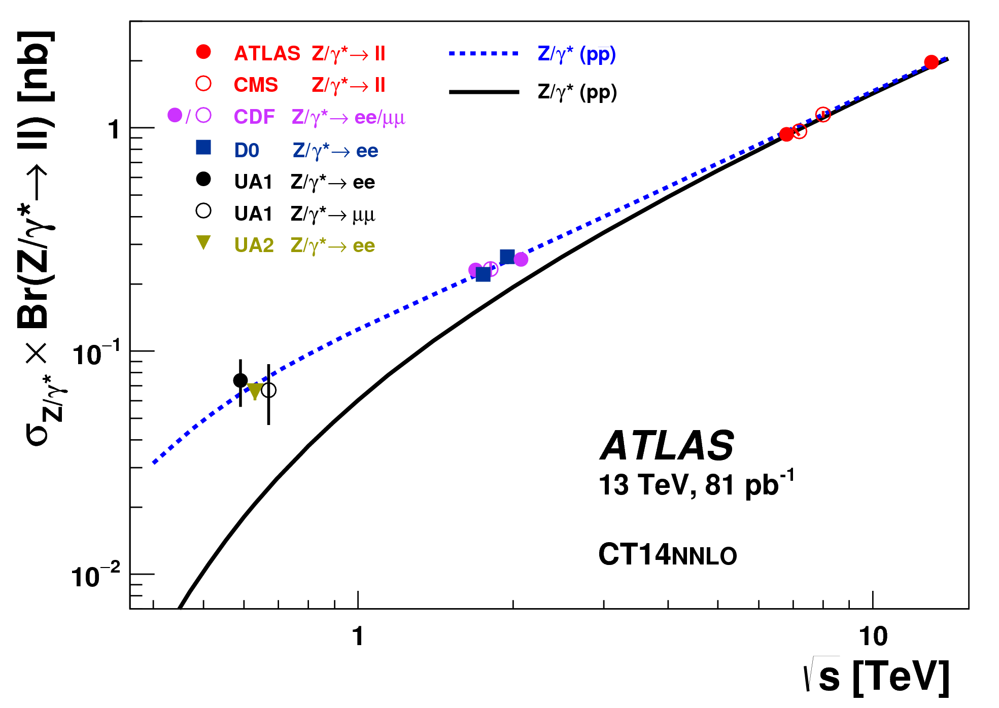 σZ/γ* × Br(Z/γ*→ ll) [nb]
ATLAS Z/γ*→ ll
CMS Z/γ*→ ll
/ CDF Z/γ*→ ee/μμ
D0 Z/γ*→ ee
UA1 Z/γ*→ ee
UA1 Z/γ*→ μμ
UA2 Z/γ*→ ee
Z/γ* (pp̄)
Z/γ* (pp)
1
10⁻¹
10⁻²
ATLAS
13 TeV, 81 pb⁻¹
CT14NNLO
1 10
√s [TeV]